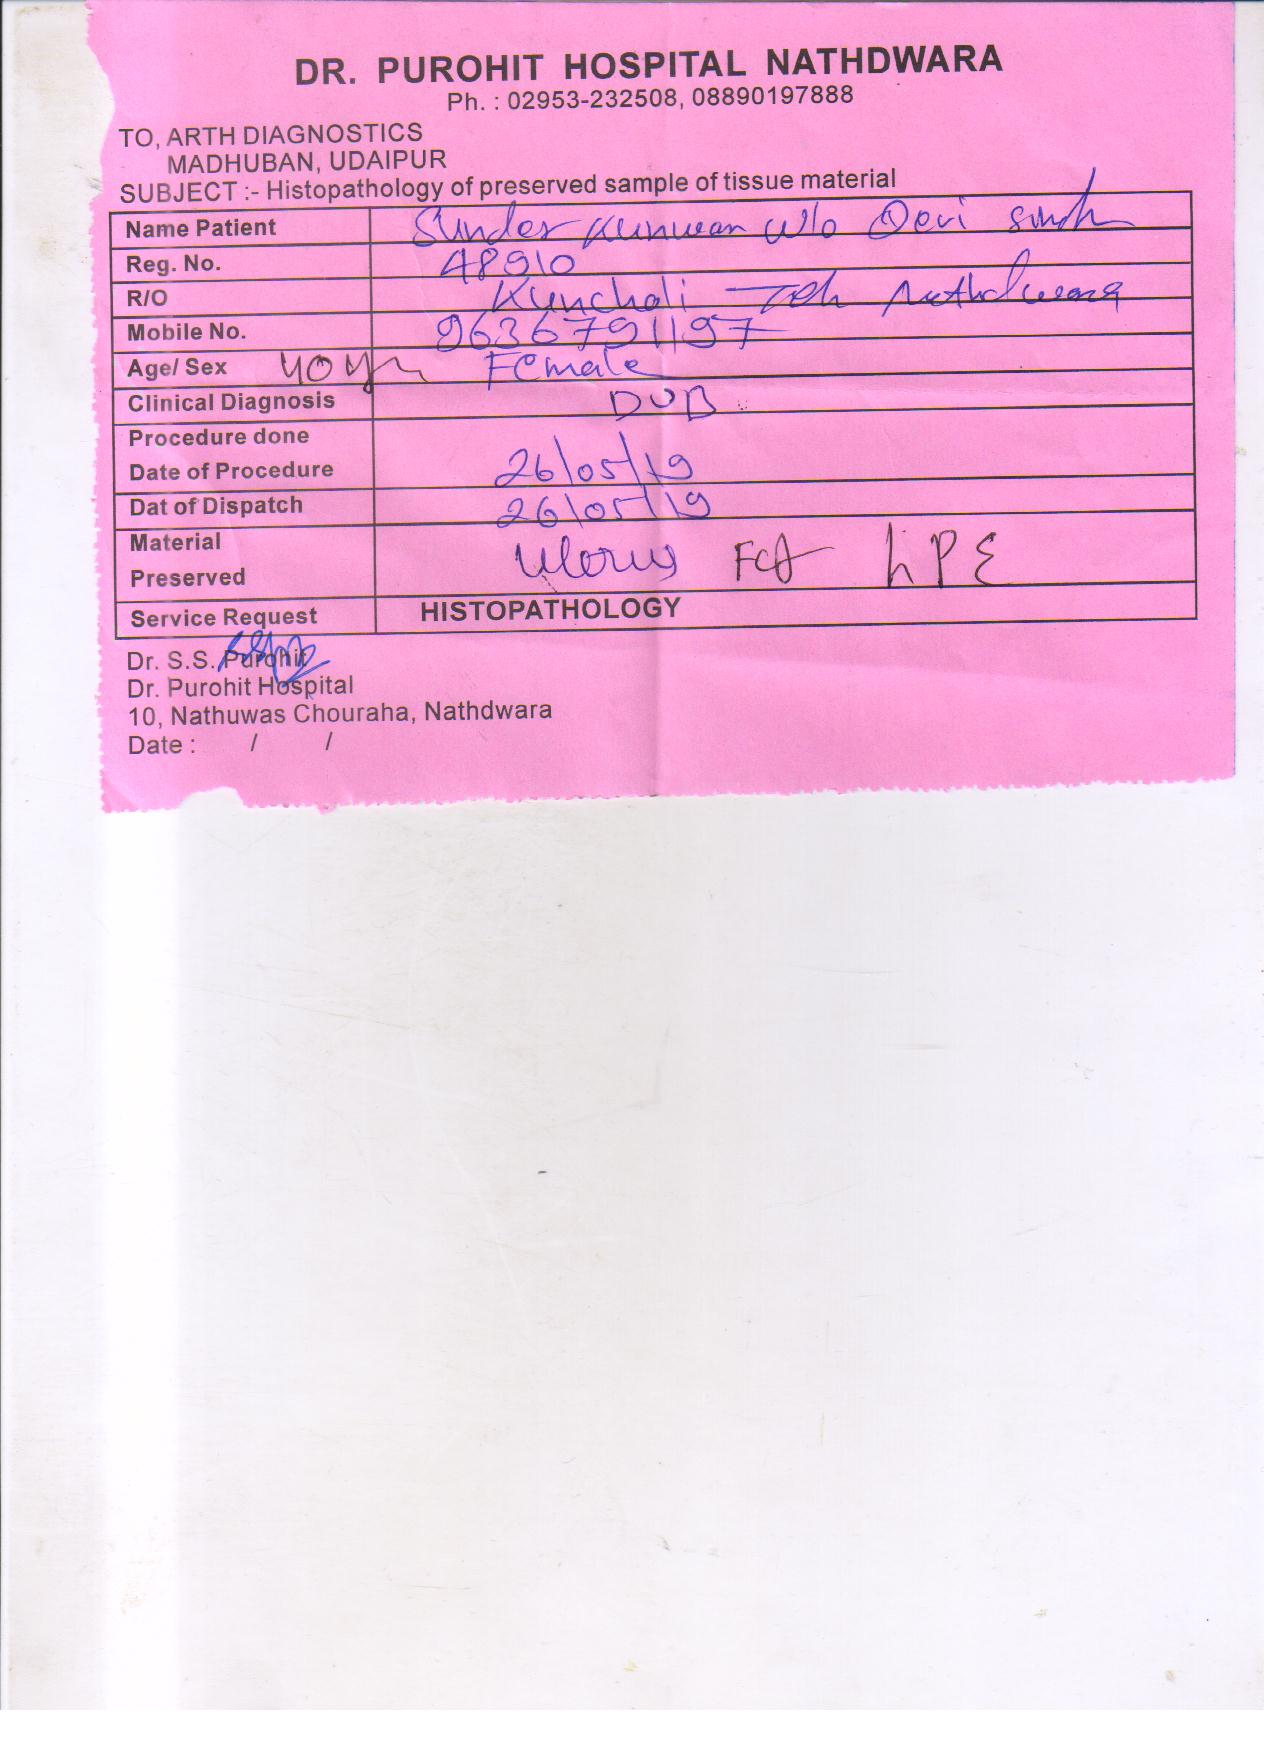 DR. PUROHIT HOSPITAL NATHDWARA
Ph. : 02953-232508, 08890197888
TO, ARTH DIAGNOSTICS
MADHUBAN, UDAIPUR
SUBJECT :- Histopathology of preserved sample of tissue material
Name Patient Sunder Kunwar W/o Devi Singh
Reg. No. 48910
R/O Kunchali Teh Nathdwara
Mobile No. 9636791197
Age/ Sex 40 yr Female
Clinical Diagnosis DUB
Procedure done
Date of Procedure 26/05/19
Dat of Dispatch 26/05/19
Material
Preserved Uterus For HPE
Service Request HISTOPATHOLOGY
Dr. S.S. Purohit
Dr. Purohit Hospital
10, Nathuwas Chouraha, Nathdwara
Date : / /